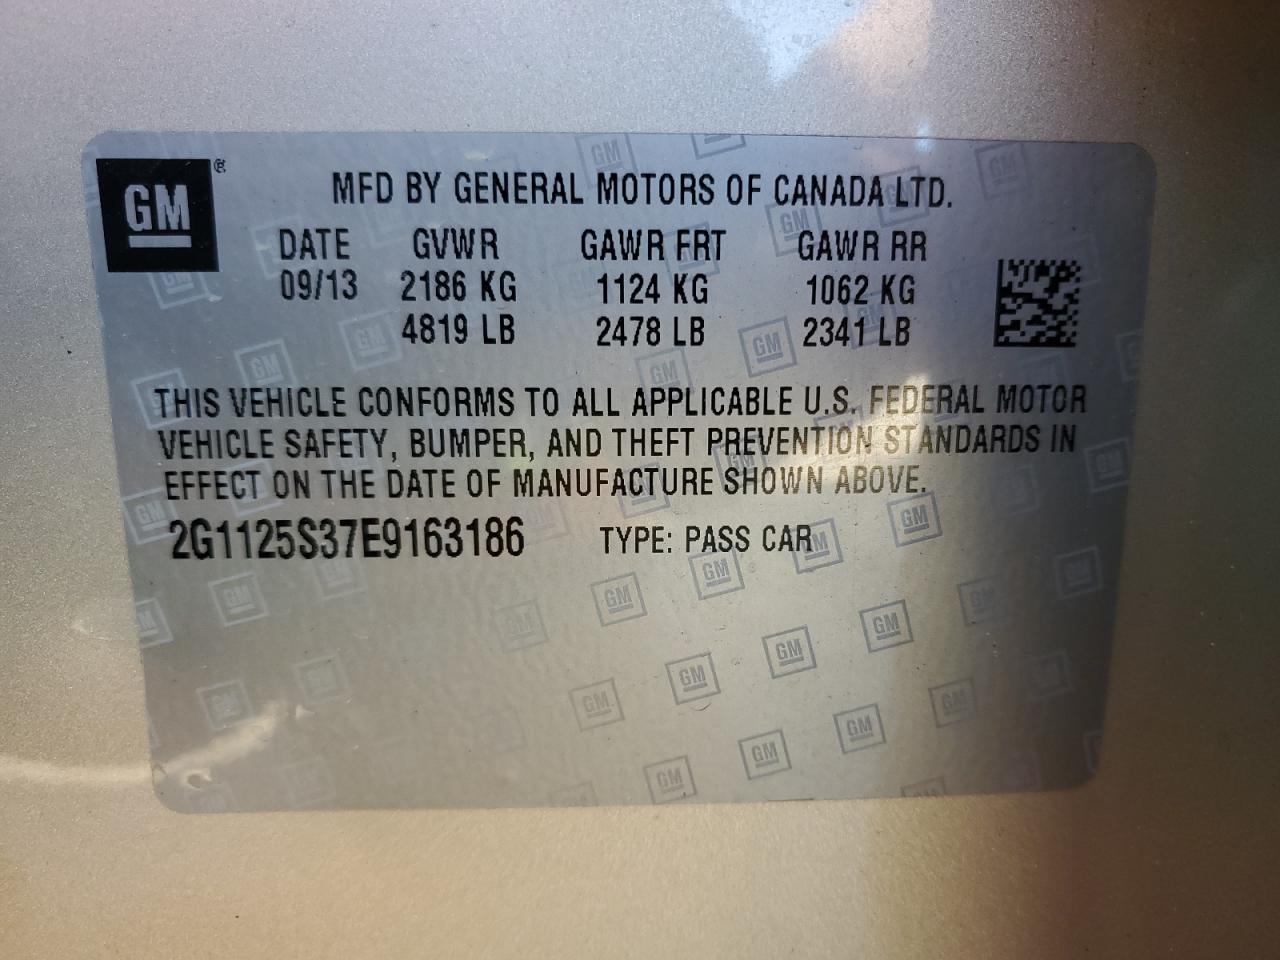 GM ®
MFD BY GENERAL MOTORS OF CANADA LTD.
DATE GVWR GAWR FRT GAWR RR
09/13 2186 KG 1124 KG 1062 KG
4819 LB 2478 LB 2341 LB
THIS VEHICLE CONFORMS TO ALL APPLICABLE U.S. FEDERAL MOTOR
VEHICLE SAFETY, BUMPER, AND THEFT PREVENTION STANDARDS IN
EFFECT ON THE DATE OF MANUFACTURE SHOWN ABOVE.
2G1125S37E9163186 TYPE: PASS CAR